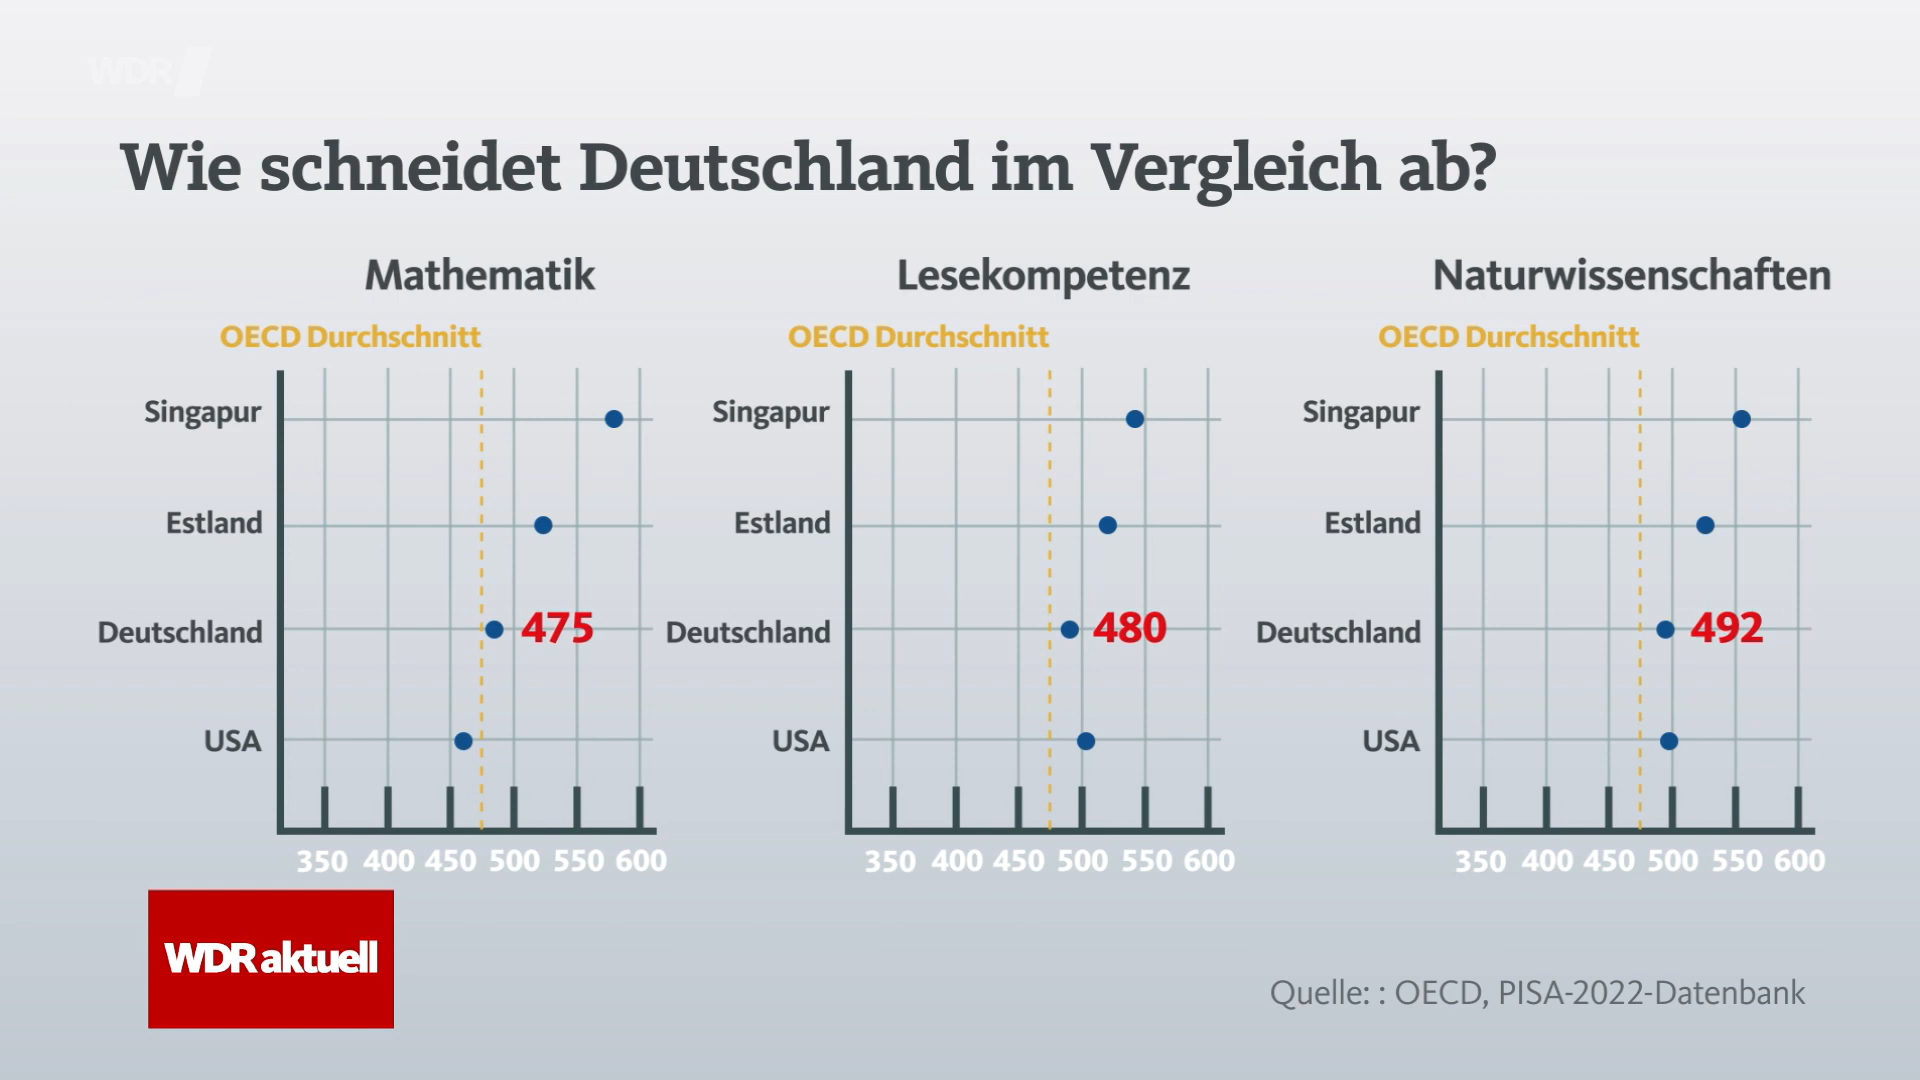 WDR
Wie schneidet Deutschland im Vergleich ab?
Mathematik
OECD Durchschnitt
Singapur
Estland
Deutschland 475
USA
350 400 450 500 550 600
Lesekompetenz
OECD Durchschnitt
Singapur
Estland
Deutschland 480
USA
350 400 450 500 550 600
Naturwissenschaften
OECD Durchschnitt
Singapur
Estland
Deutschland 492
USA
350 400 450 500 550 600
WDR aktuell
Quelle: : OECD, PISA-2022-Datenbank